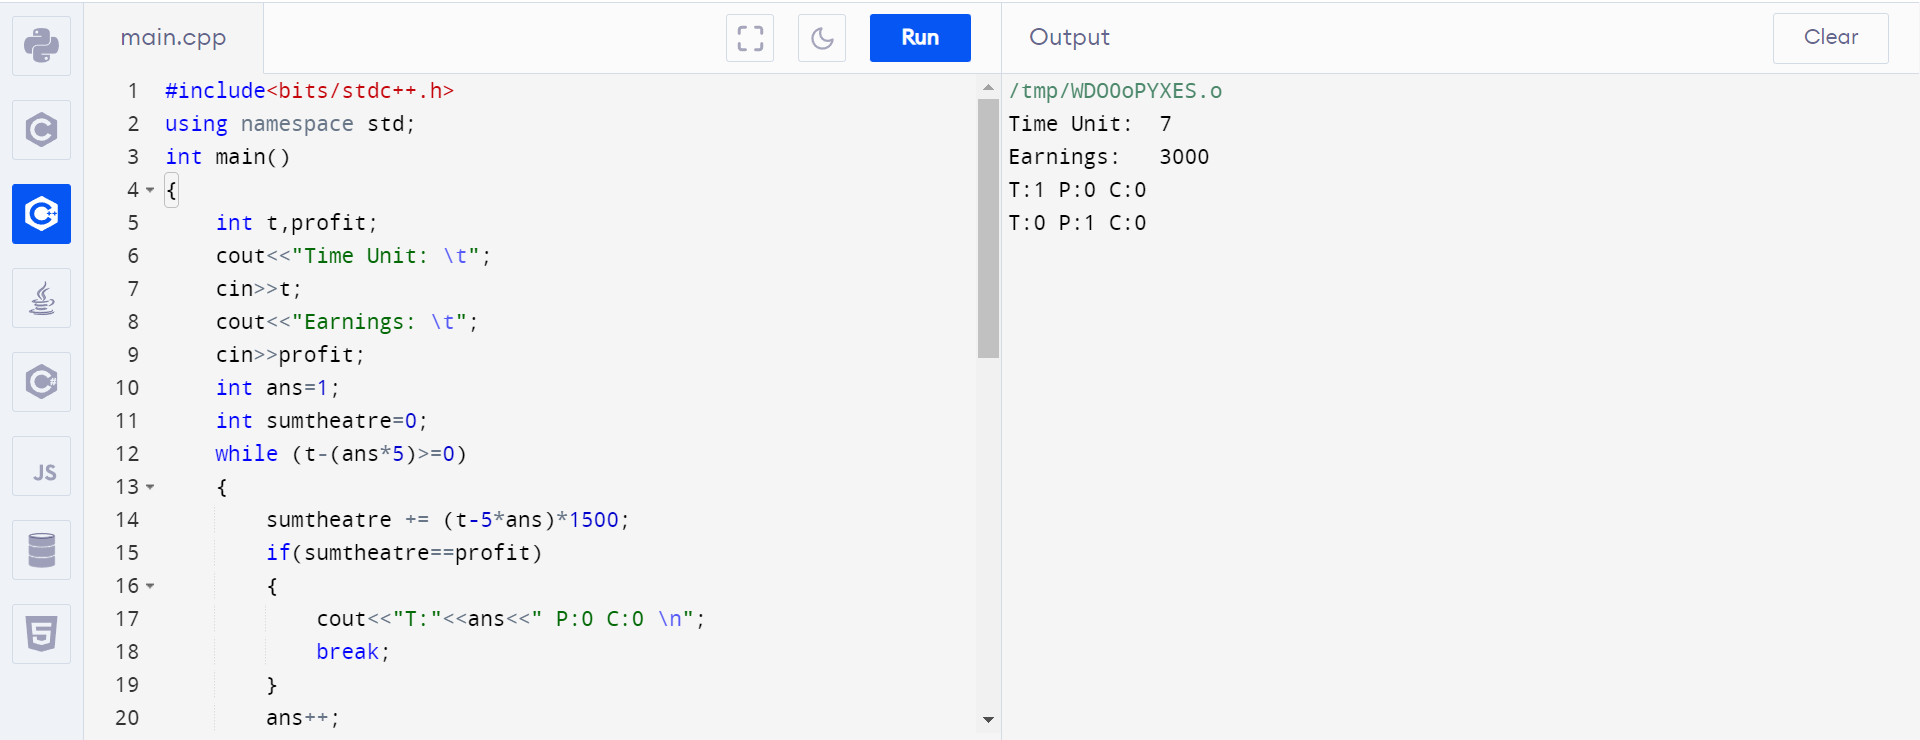 main.cpp
Run
Output
Clear
1 #include<bits/stdc++.h>
2 using namespace std;
3 int main()
4 {
5 int t,profit;
6 cout<<"Time Unit: \t";
7 cin>>t;
8 cout<<"Earnings: \t";
9 cin>>profit;
10 int ans=1;
11 int sumtheatre=0;
12 while (t-(ans*5)>=0)
13 {
14 sumtheatre += (t-5*ans)*1500;
15 if(sumtheatre==profit)
16 {
17 cout<<"T:"<<ans<<" P:0 C:0 \n";
18 break;
19 }
20 ans++;
/tmp/WDOOoPYXES.o
Time Unit: 7
Earnings: 3000
T:1 P:0 C:0
T:0 P:1 C:0
JS